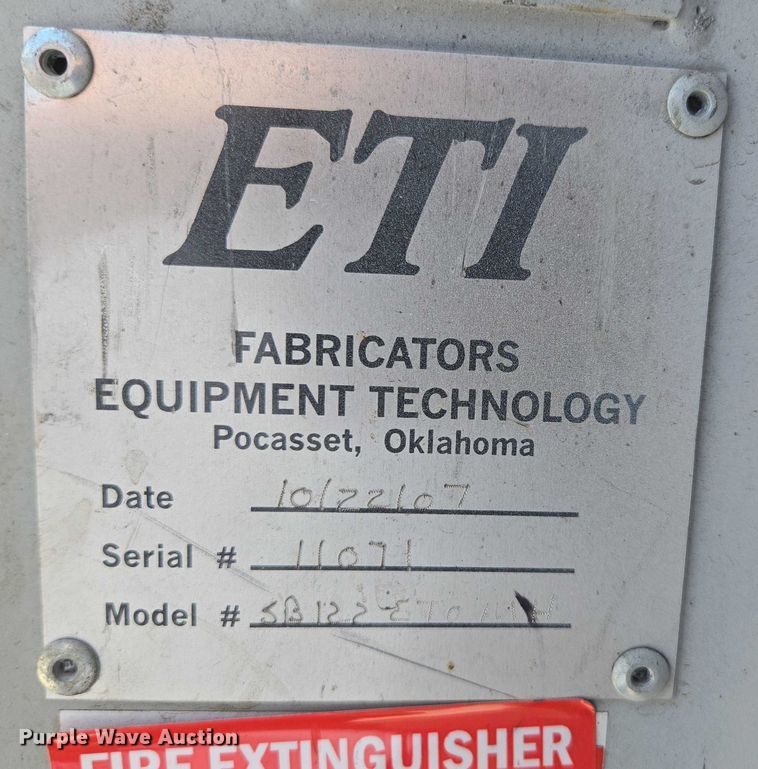 ETI
FABRICATORS
EQUIPMENT TECHNOLOGY
Pocasset, Oklahoma
Date 10/22/07
Serial # 11071
Model #
Purple Wave Auction
FIRE EXTINGUISHER